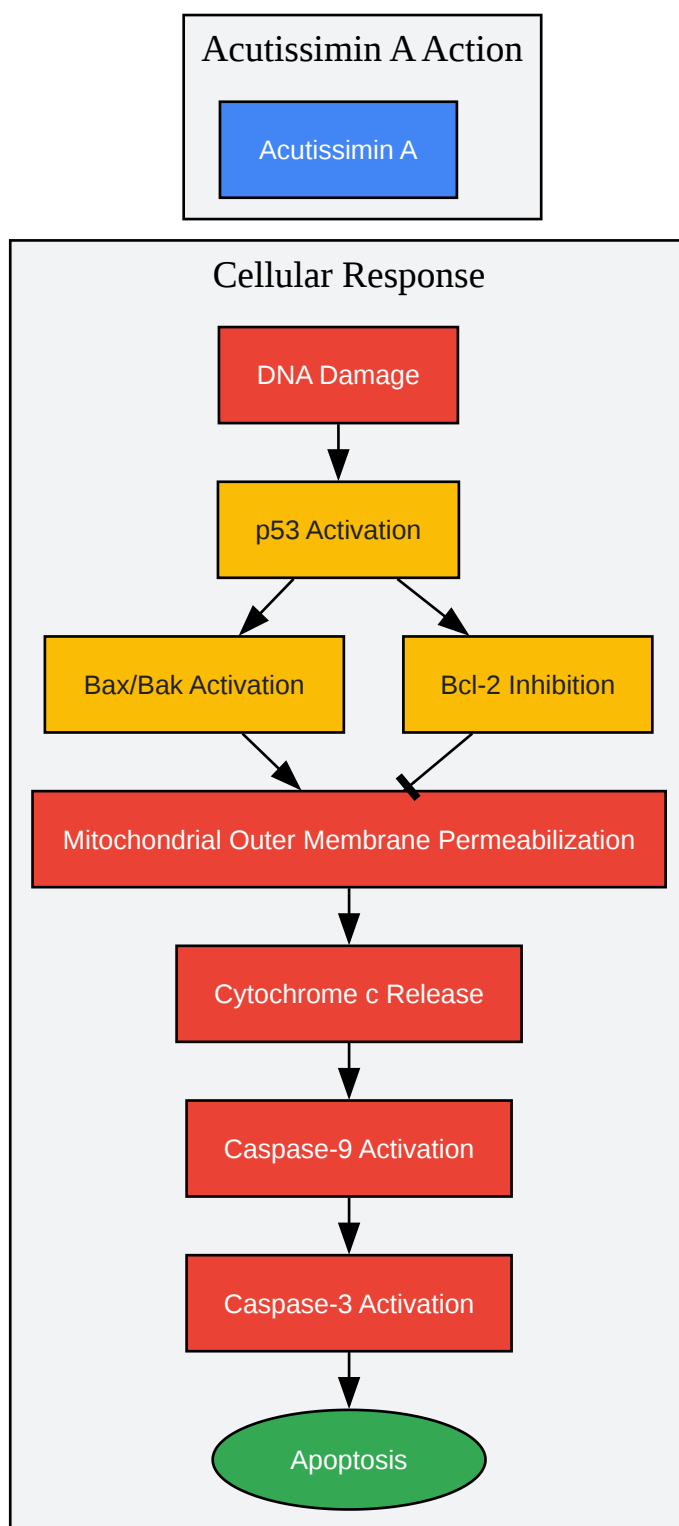 Acutissimin A Action
Acutissimin A
Cellular Response
DNA Damage
p53 Activation
Bax/Bak Activation
Bcl-2 Inhibition
Mitochondrial Outer Membrane Permeabilization
Cytochrome c Release
Caspase-9 Activation
Caspase-3 Activation
Apoptosis